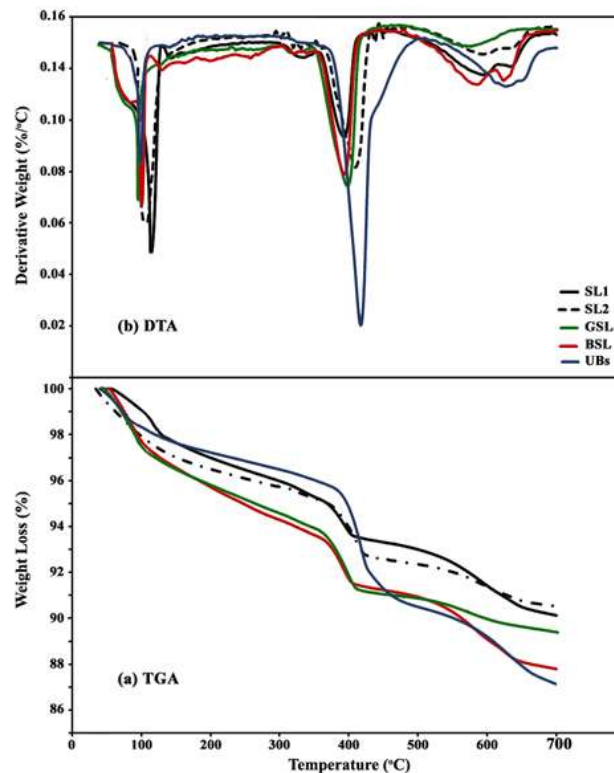 0.16
0.14
0.12
0.10
0.08
0.06
0.04
0.02
Derivative Weight (%/°C)
(b) DTA
SL1
SL2
GSL
BSL
UBs
100
98
96
94
92
90
88
86
Weight Loss (%)
(a) TGA
0 100 200 300 400 500 600 700
Temperature (°C)